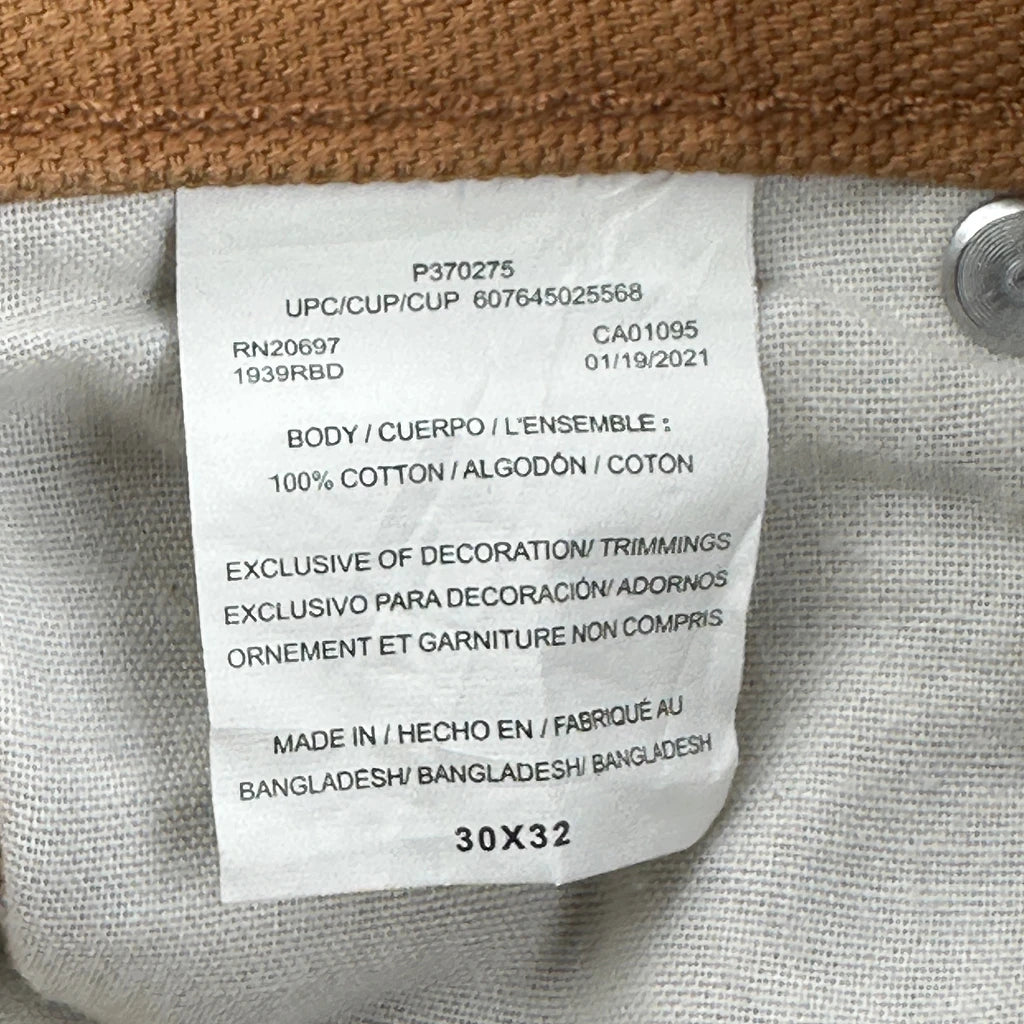 P370275
UPC/CUP/CUP 607645025568
RN20697 CA01095
1939RBD 01/19/2021
BODY / CUERPO / L'ENSEMBLE :
100% COTTON / ALGODÓN / COTON
EXCLUSIVE OF DECORATION/ TRIMMINGS
EXCLUSIVO PARA DECORACIÓN/ ADORNOS
ORNEMENT ET GARNITURE NON COMPRIS
MADE IN / HECHO EN / FABRIQUÉ AU
BANGLADESH/ BANGLADESH/ BANGLADESH
30X32